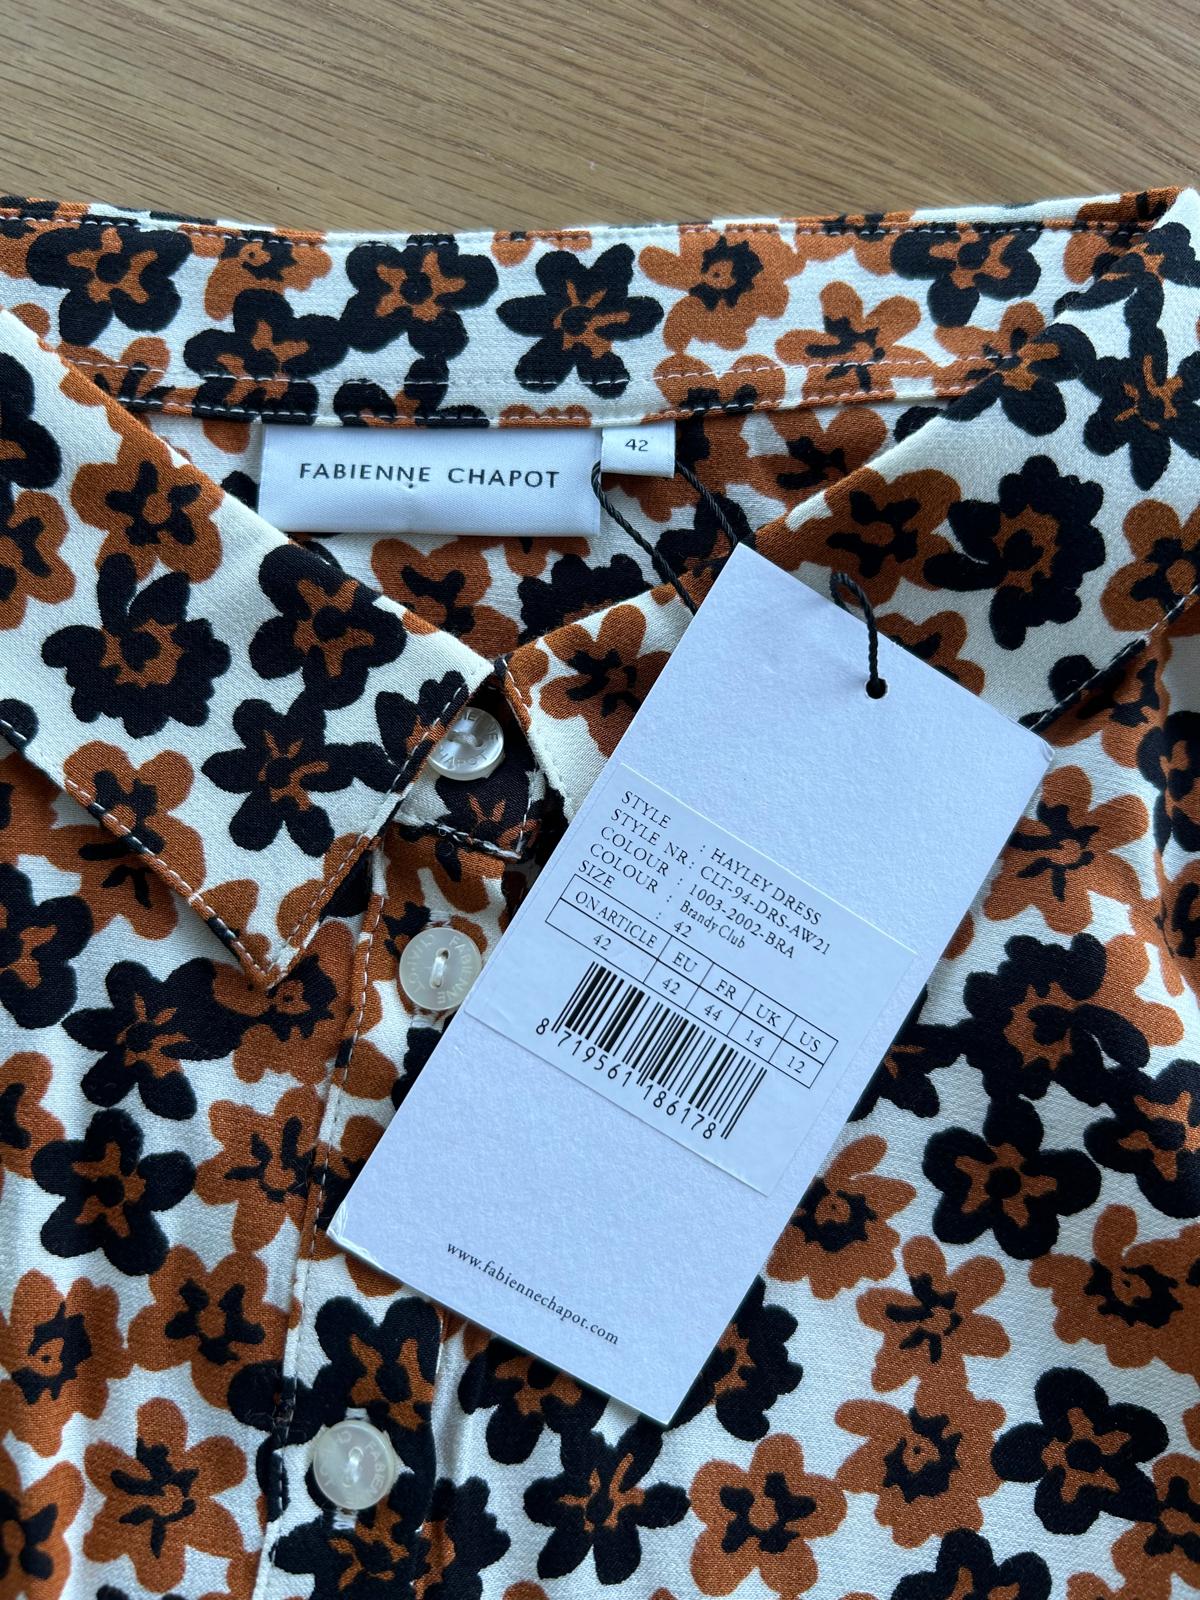 FABIENNE CHAPOT
42
STYLE : HAYLEY DRESS
STYLE NR : CLT-94-DRS-AW21
COLOUR : 1003-2002-BRA
COLOUR : Brandy Club
SIZE : 42
ON ARTICLE EU FR UK US
42 42 44 14 12
8 719561 186178
www.fabiennechapot.com
FABIENNE